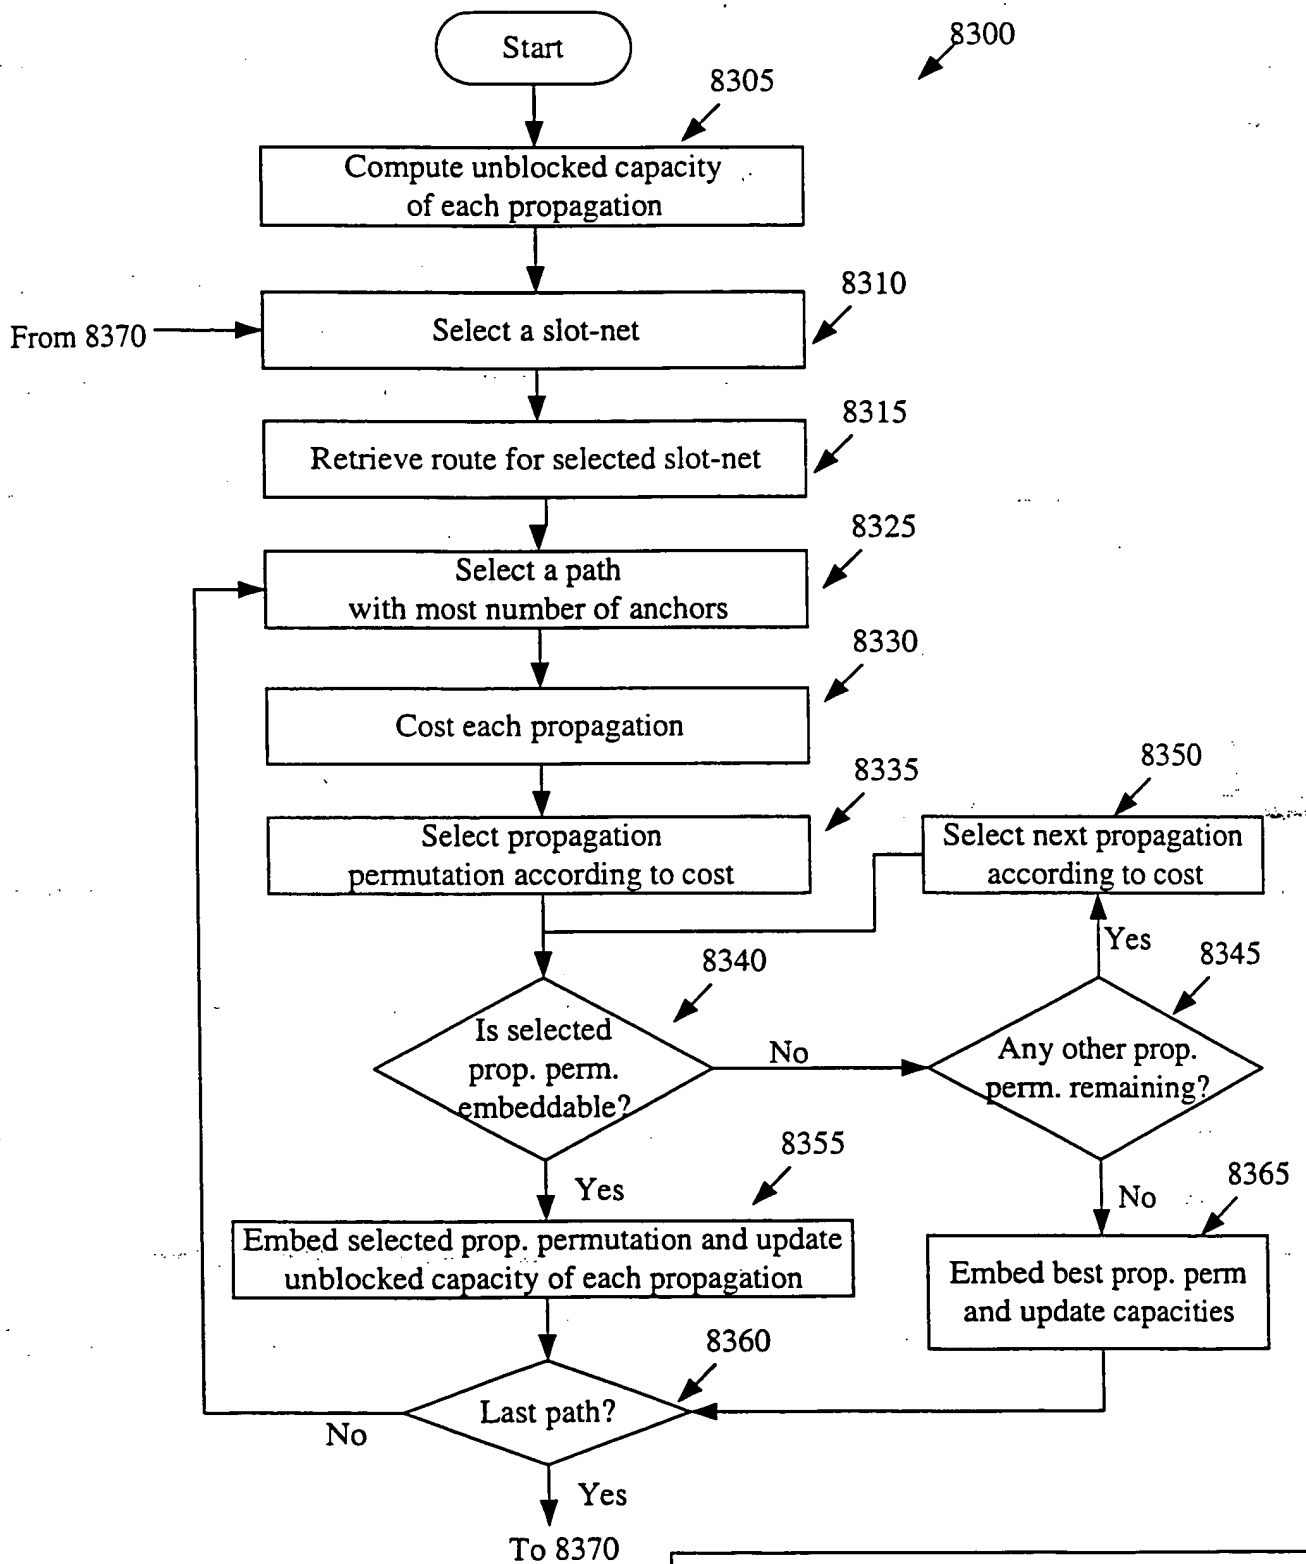 Start
8300
8305
Compute unblocked capacity
of each propagation
8310
From 8370
Select a slot-net
8315
Retrieve route for selected slot-net
8325
Select a path
with most number of anchors
8330
Cost each propagation
8335
Select propagation
permutation according to cost
8350
Select next propagation
according to cost
Yes
8340
8345
Is selected
prop. perm.
embeddable?
No
Any other prop.
perm. remaining?
8355
Yes
No
8365
Embed selected prop. permutation and update
unblocked capacity of each propagation
Embed best prop. perm
and update capacities
8360
Last path?
No
Yes
To 8370